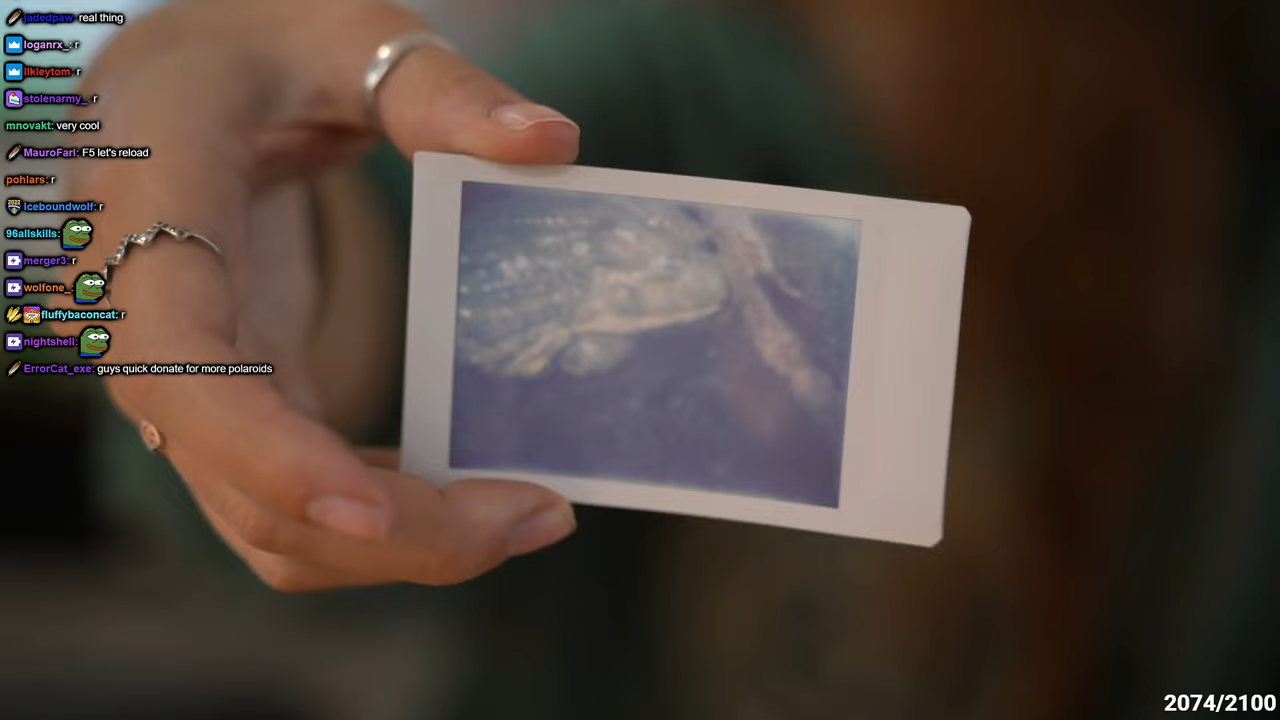 jadedpaw: real thing
loganrx_: r
ilkleytom: r
stolenarmy_: r
mnovakt: very cool
MauroFarl: F5 let's reload
pohlars: r
iceboundwolf: r
96allskills:
merger3: r
wolfone_:
fluffybaconcat: r
nightshell:
ErrorCat_exe: guys quick donate for more polaroids
2074/2100